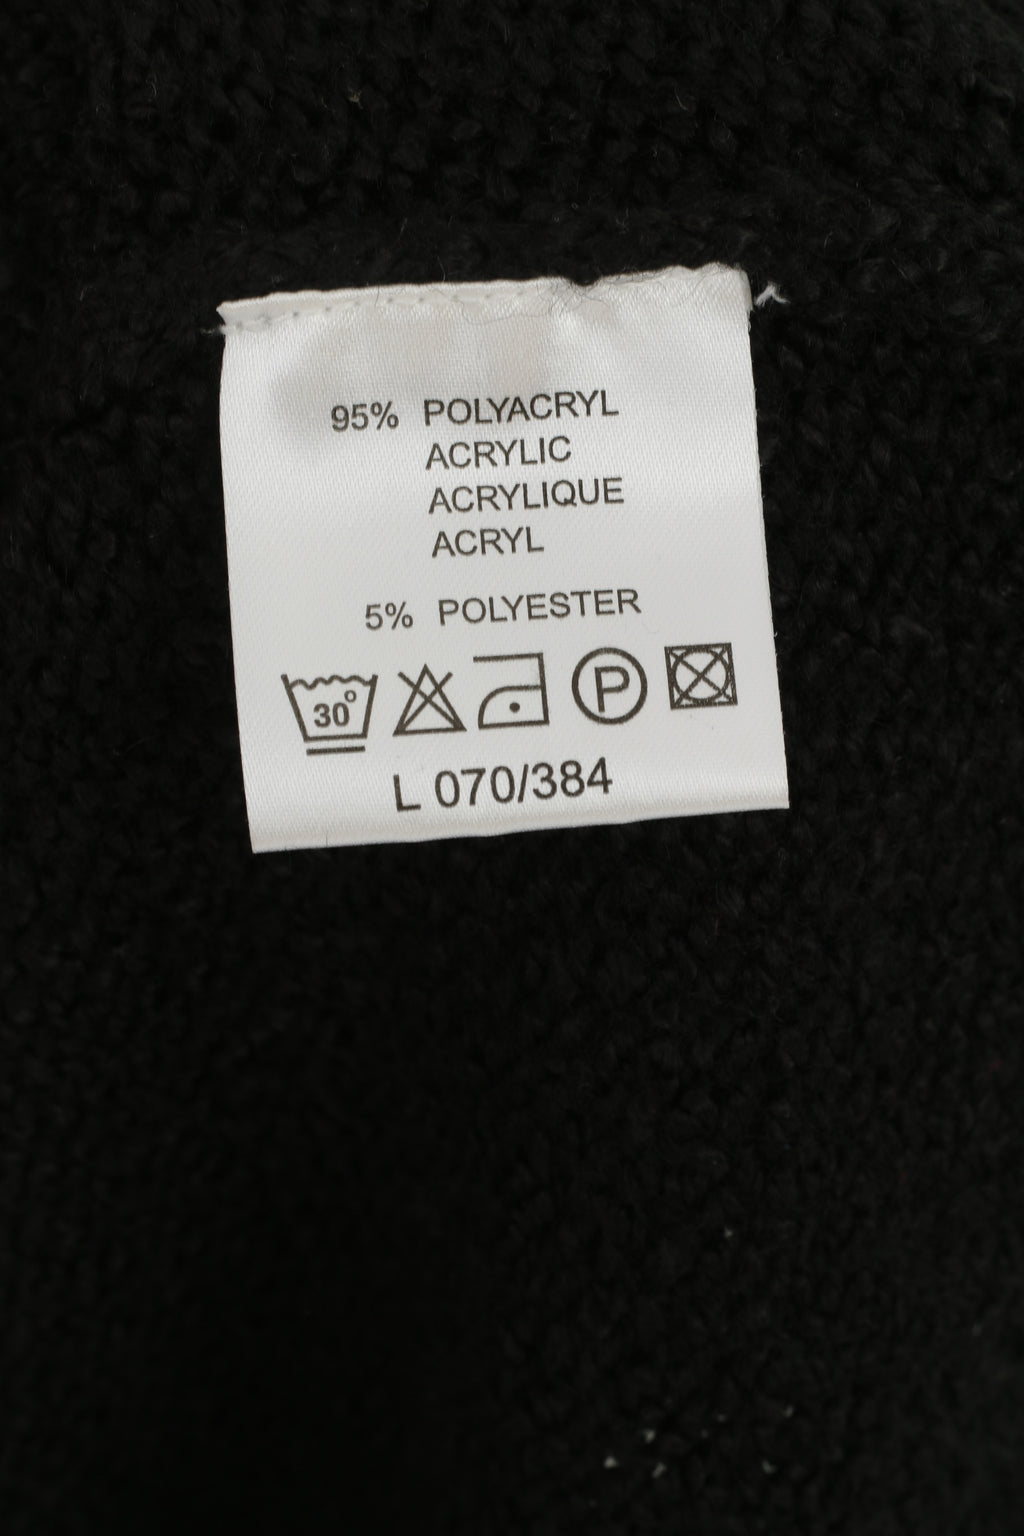 95% POLYACRYL
ACRYLIC
ACRYLIQUE
ACRYL
5% POLYESTER
30° P
L 070/384